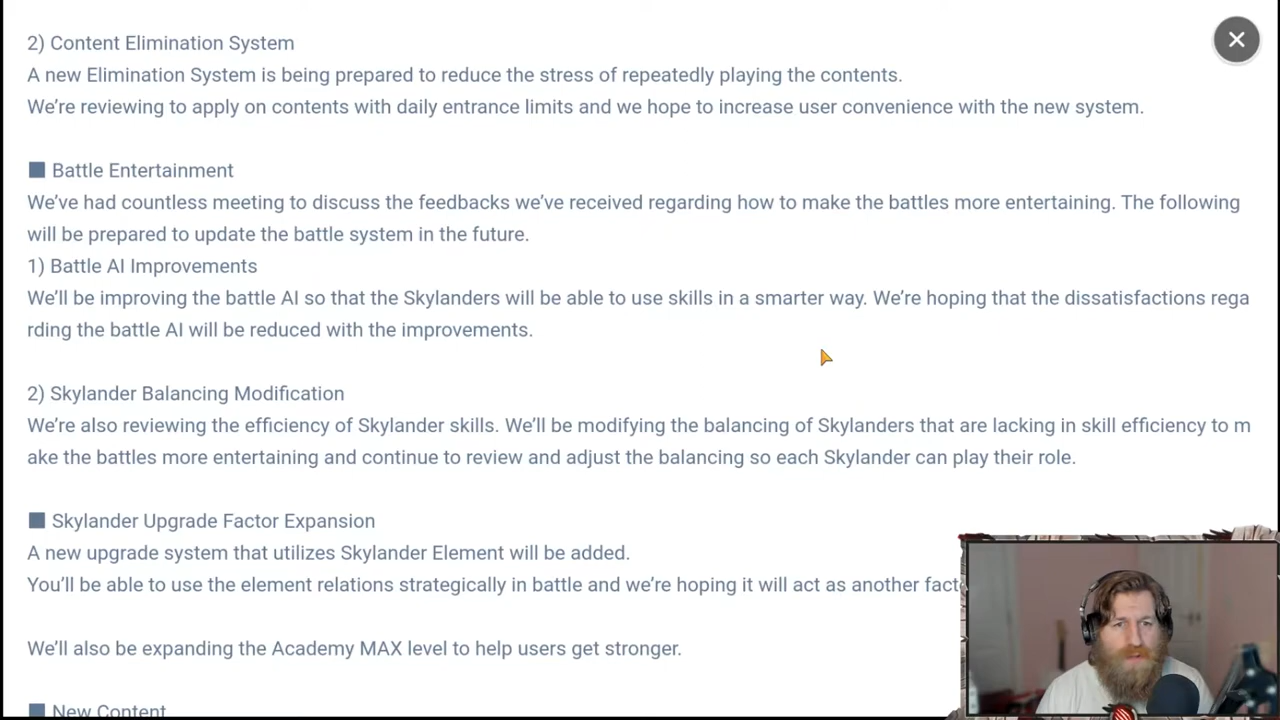 2) Content Elimination System
A new Elimination System is being prepared to reduce the stress of repeatedly playing the contents.
We're reviewing to apply on contents with daily entrance limits and we hope to increase user convenience with the new system.
■ Battle Entertainment
We've had countless meeting to discuss the feedbacks we've received regarding how to make the battles more entertaining. The following
will be prepared to update the battle system in the future.
1) Battle AI Improvements
We'll be improving the battle AI so that the Skylanders will be able to use skills in a smarter way. We're hoping that the dissatisfactions rega
rding the battle AI will be reduced with the improvements.
2) Skylander Balancing Modification
We're also reviewing the efficiency of Skylander skills. We'll be modifying the balancing of Skylanders that are lacking in skill efficiency to m
ake the battles more entertaining and continue to review and adjust the balancing so each Skylander can play their role.
■ Skylander Upgrade Factor Expansion
A new upgrade system that utilizes Skylander Element will be added.
You'll be able to use the element relations strategically in battle and we're hoping it will act as another fact
We'll also be expanding the Academy MAX level to help users get stronger.
■ New Content